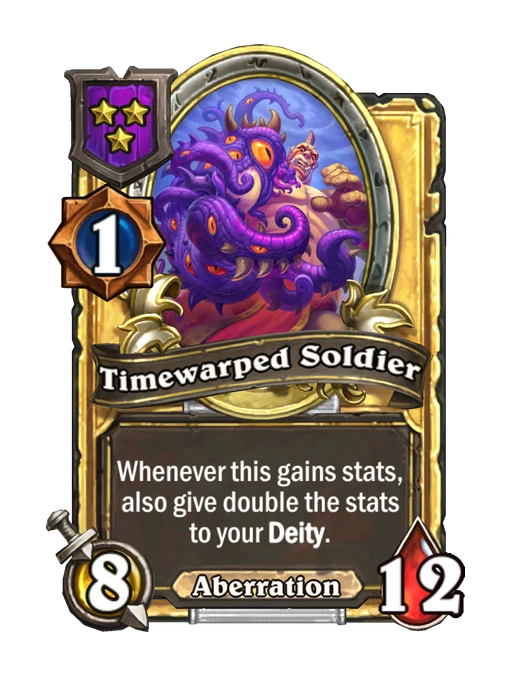 1
Timewarped Soldier
Whenever this gains stats,
also give double the stats
to your Deity.
8
Aberration
12